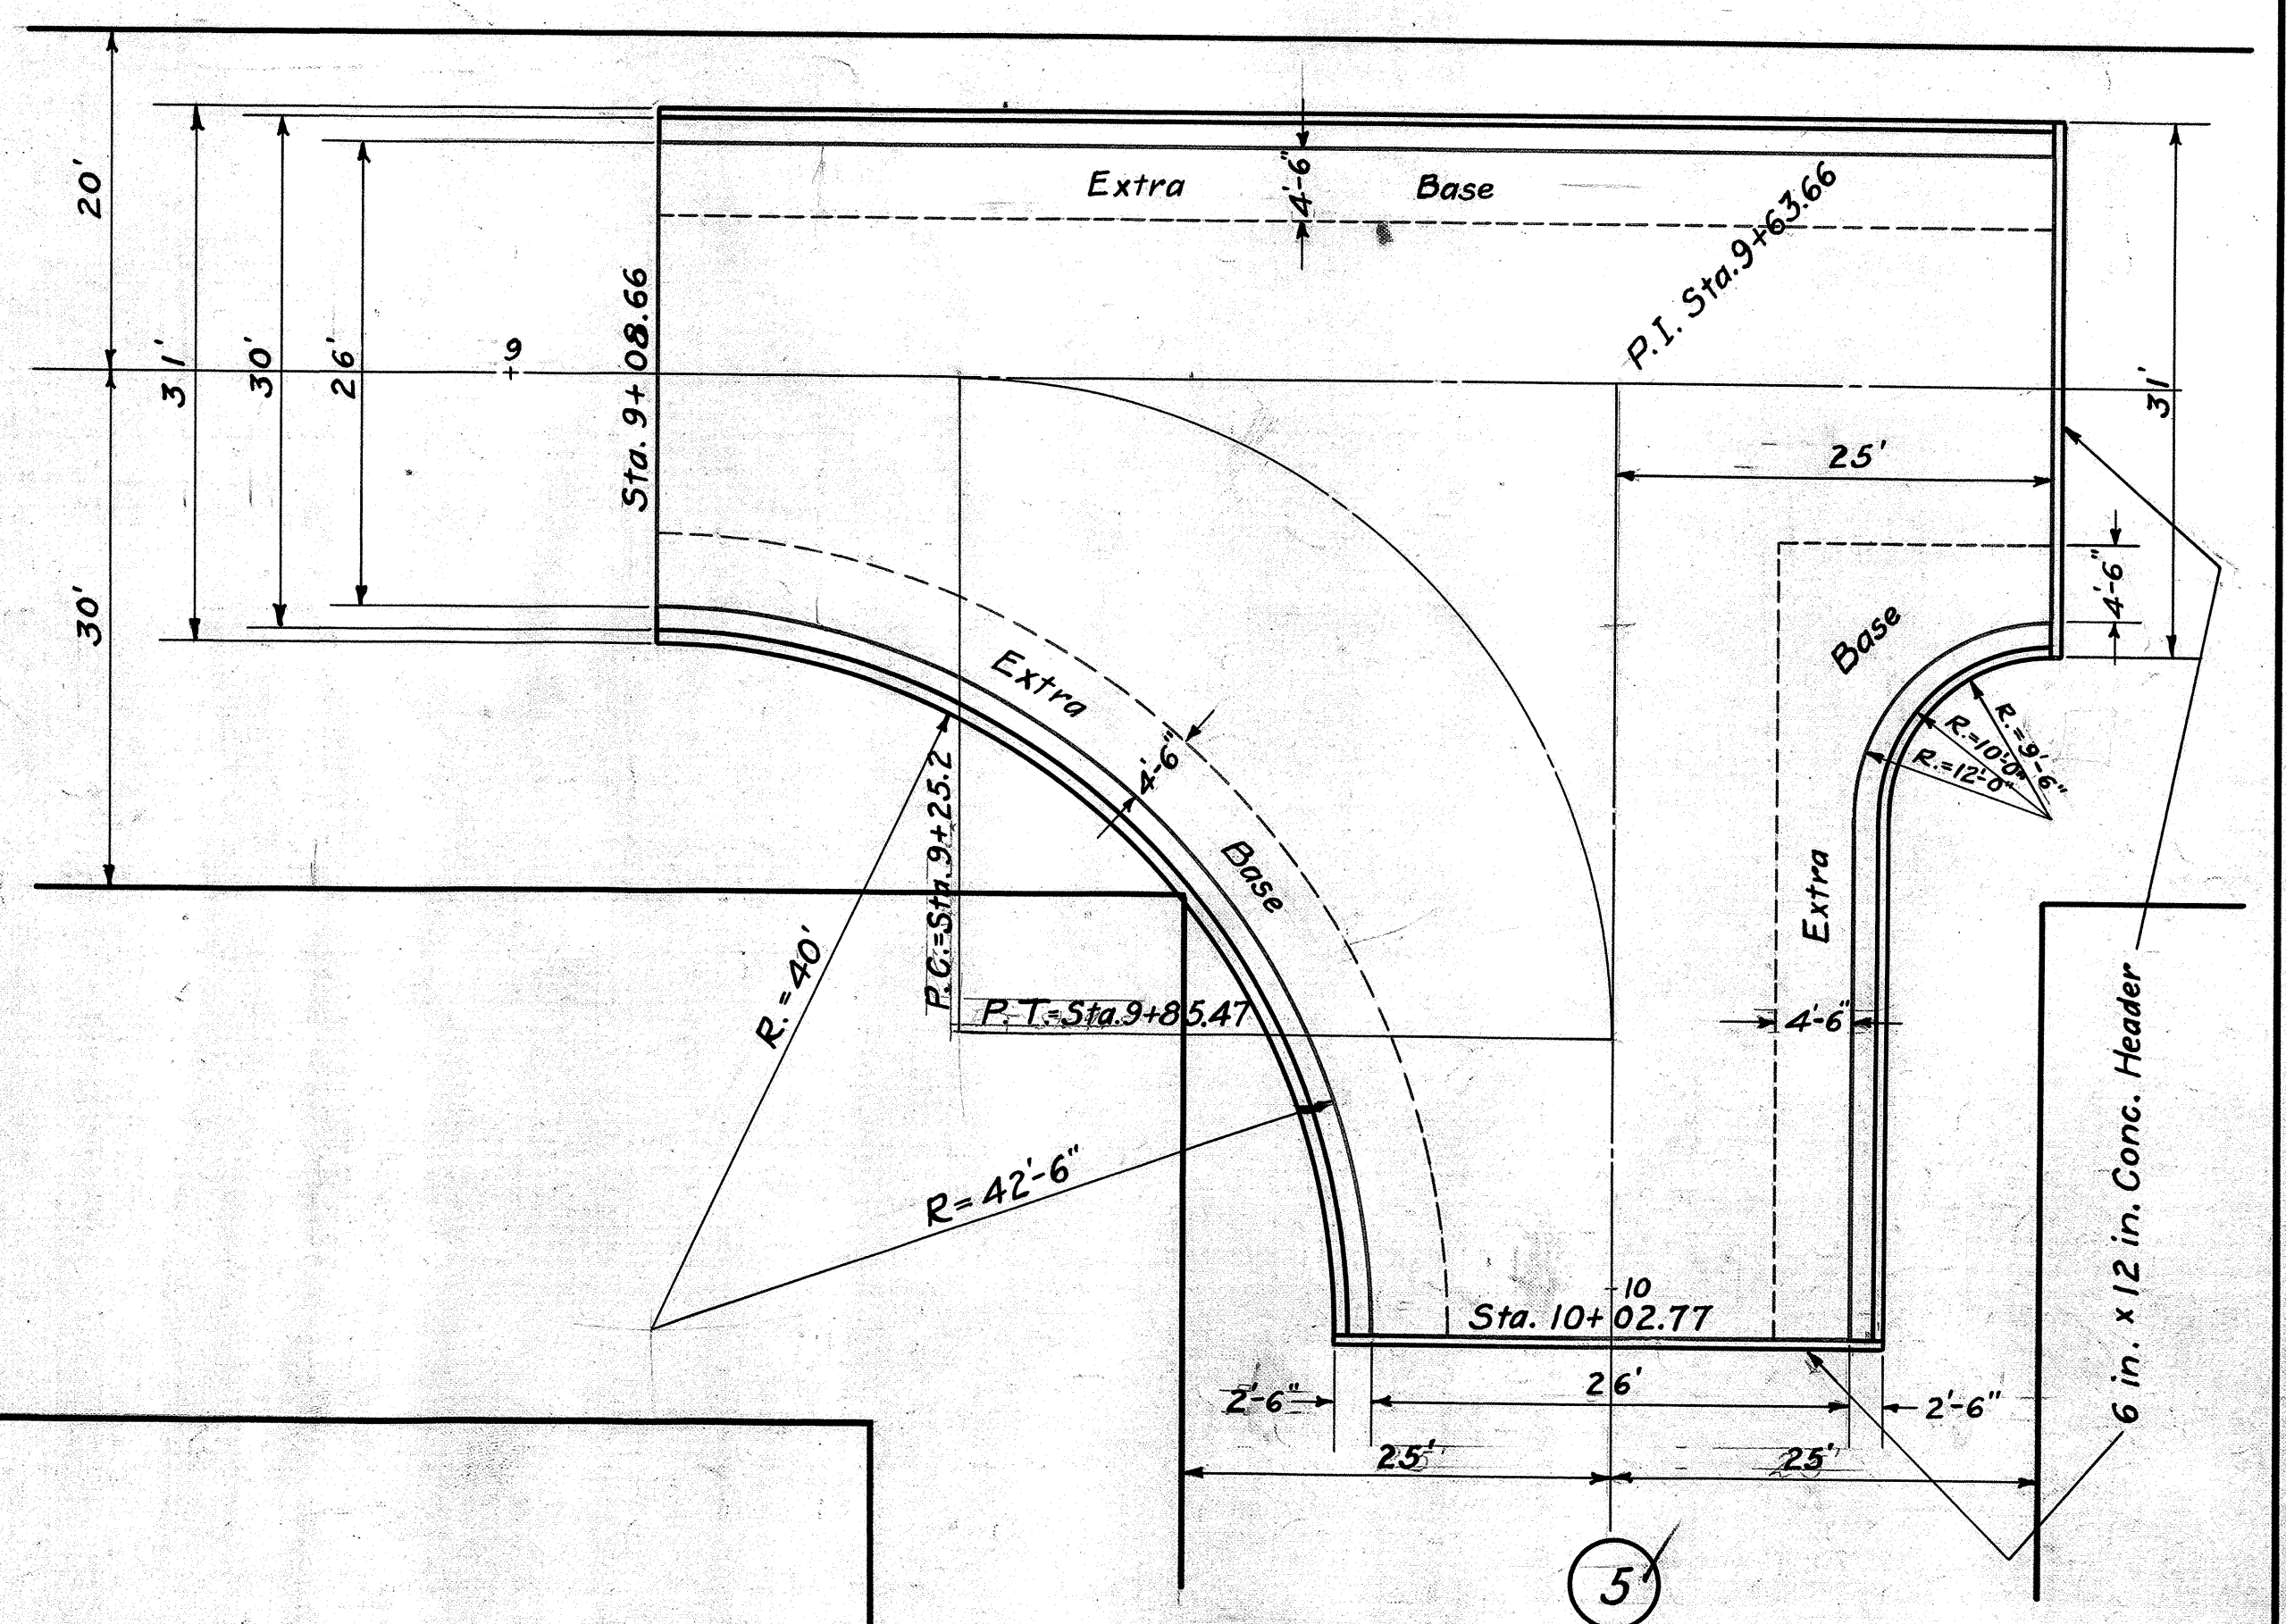 20'
31'
30'
26'
30'
9
Sta. 9+08.66
Extra
4'-6"
Base
P.I. Sta.9+63.66
31'
25'
4'-6"
Base
Extra
4'-6"
Base
R.=9'-6"
R.=10'-0"
R.=12'-0"
Extra
4'-6"
R.=40'
P.C.=Sta.9+25.2
P.T.=Sta.9+85.47
R=42'-6"
10
Sta. 10+02.77
2'-6"
26'
2'-6"
25'
25'
6 in. x 12 in. Conc. Header
5